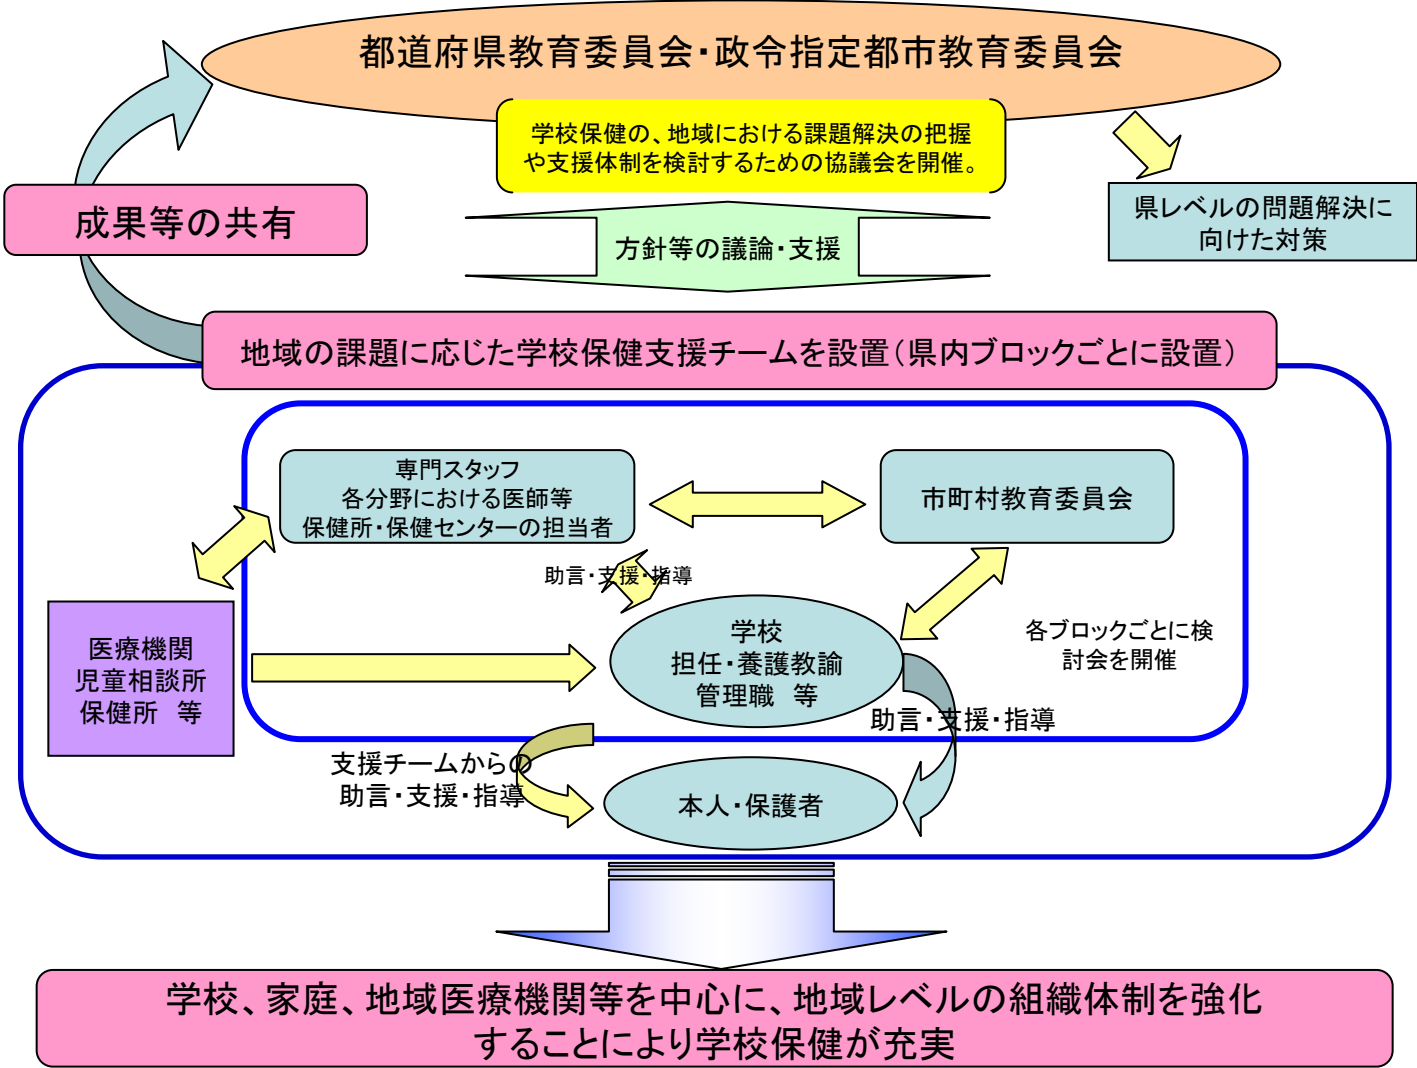 都道府県教育委員会・政令指定都市教育委員会
学校保健の、地域における課題解決の把握
や支援体制を検討するための協議会を開催。
県レベルの問題解決に
向けた対策
成果等の共有
方針等の議論・支援
地域の課題に応じた学校保健支援チームを設置（県内ブロックごとに設置）
専門スタッフ
各分野における医師等
保健所・保健センターの担当者
市町村教育委員会
助言・支援・指導
医療機関
児童相談所
保健所　等
学校
担任・養護教諭
管理職　等
各ブロックごとに検
討会を開催
助言・支援・指導
支援チームからの
助言・支援・指導
本人・保護者
学校、家庭、地域医療機関等を中心に、地域レベルの組織体制を強化
することにより学校保健が充実